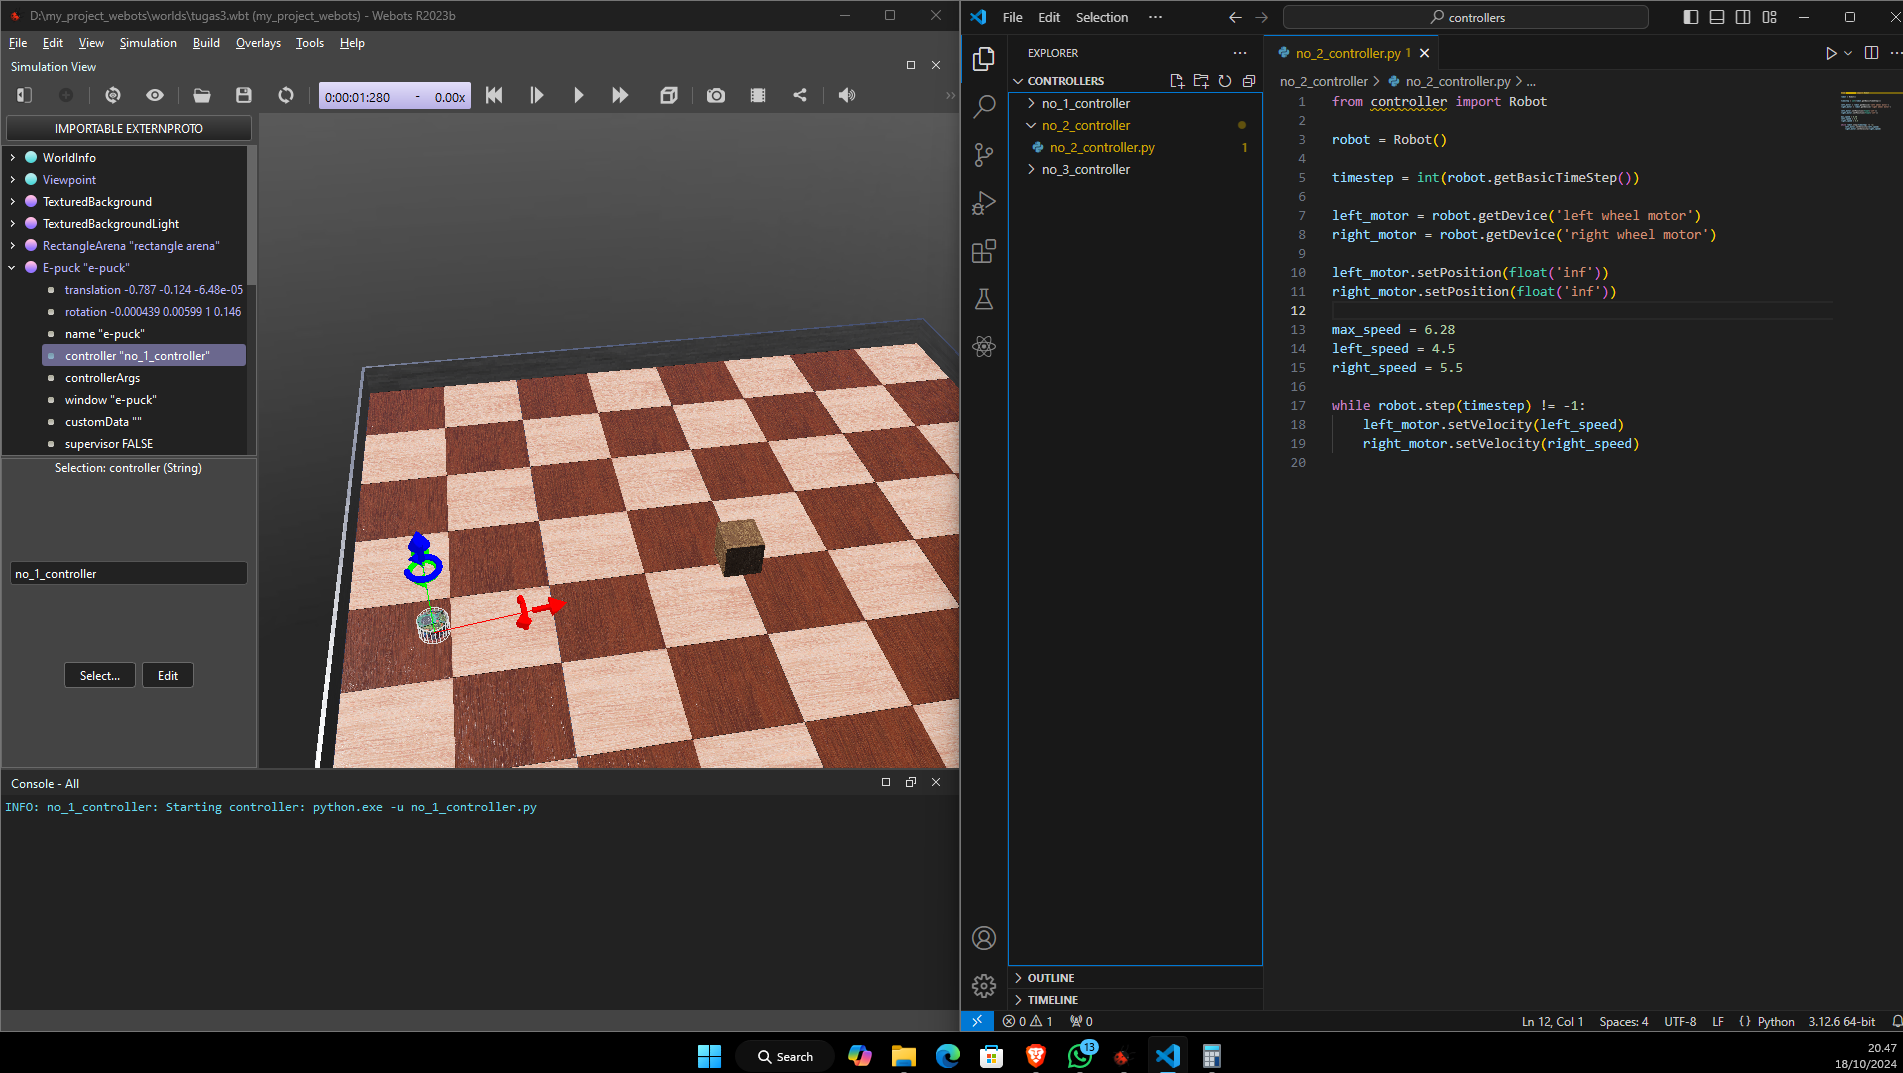 D:\my_project_webots\worlds\tugas3.wbt (my_project_webots) - Webots R2023b
File Edit View Simulation Build Overlays Tools Help
Simulation View
0:00:01:280 - 0.00x
IMPORTABLE EXTERNPROTO
WorldInfo
Viewpoint
TexturedBackground
TexturedBackgroundLight
RectangleArena "rectangle arena"
E-puck "e-puck"
translation -0.787 -0.124 -6.48e-05
rotation -0.000439 0.00599 1 0.146
name "e-puck"
controller "no_1_controller"
controllerArgs
window "e-puck"
customData ""
supervisor FALSE
Selection: controller (String)
no_1_controller
Select... Edit
Console - All
INFO: no_1_controller: Starting controller: python.exe -u no_1_controller.py
File Edit Selection ··· controllers
EXPLORER
CONTROLLERS
no_1_controller
no_2_controller
no_2_controller.py 1
no_3_controller
OUTLINE
TIMELINE
no_2_controller.py 1
no_2_controller > no_2_controller.py > ...
1 from controller import Robot
2
3 robot = Robot()
4
5 timestep = int(robot.getBasicTimeStep())
6
7 left_motor = robot.getDevice('left wheel motor')
8 right_motor = robot.getDevice('right wheel motor')
9
10 left_motor.setPosition(float('inf'))
11 right_motor.setPosition(float('inf'))
12
13 max_speed = 6.28
14 left_speed = 4.5
15 right_speed = 5.5
16
17 while robot.step(timestep) != -1:
18 left_motor.setVelocity(left_speed)
19 right_motor.setVelocity(right_speed)
20
0 1 0 Ln 12, Col 1 Spaces: 4 UTF-8 LF {} Python 3.12.6 64-bit
Search 13
20.47
18/10/2024